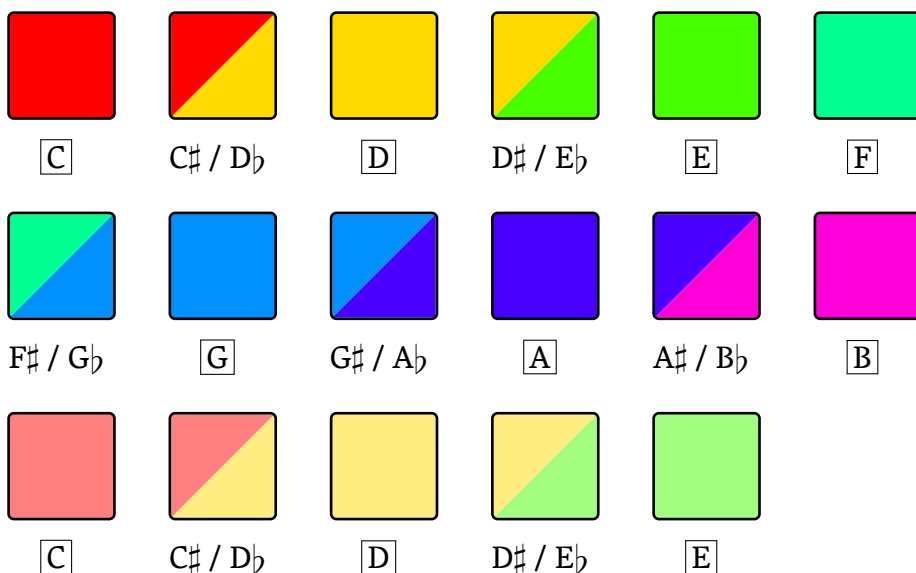 C C♯ / D♭ D D♯ / E♭ E F
F♯ / G♭ G G♯ / A♭ A A♯ / B♭ B
C C♯ / D♭ D D♯ / E♭ E